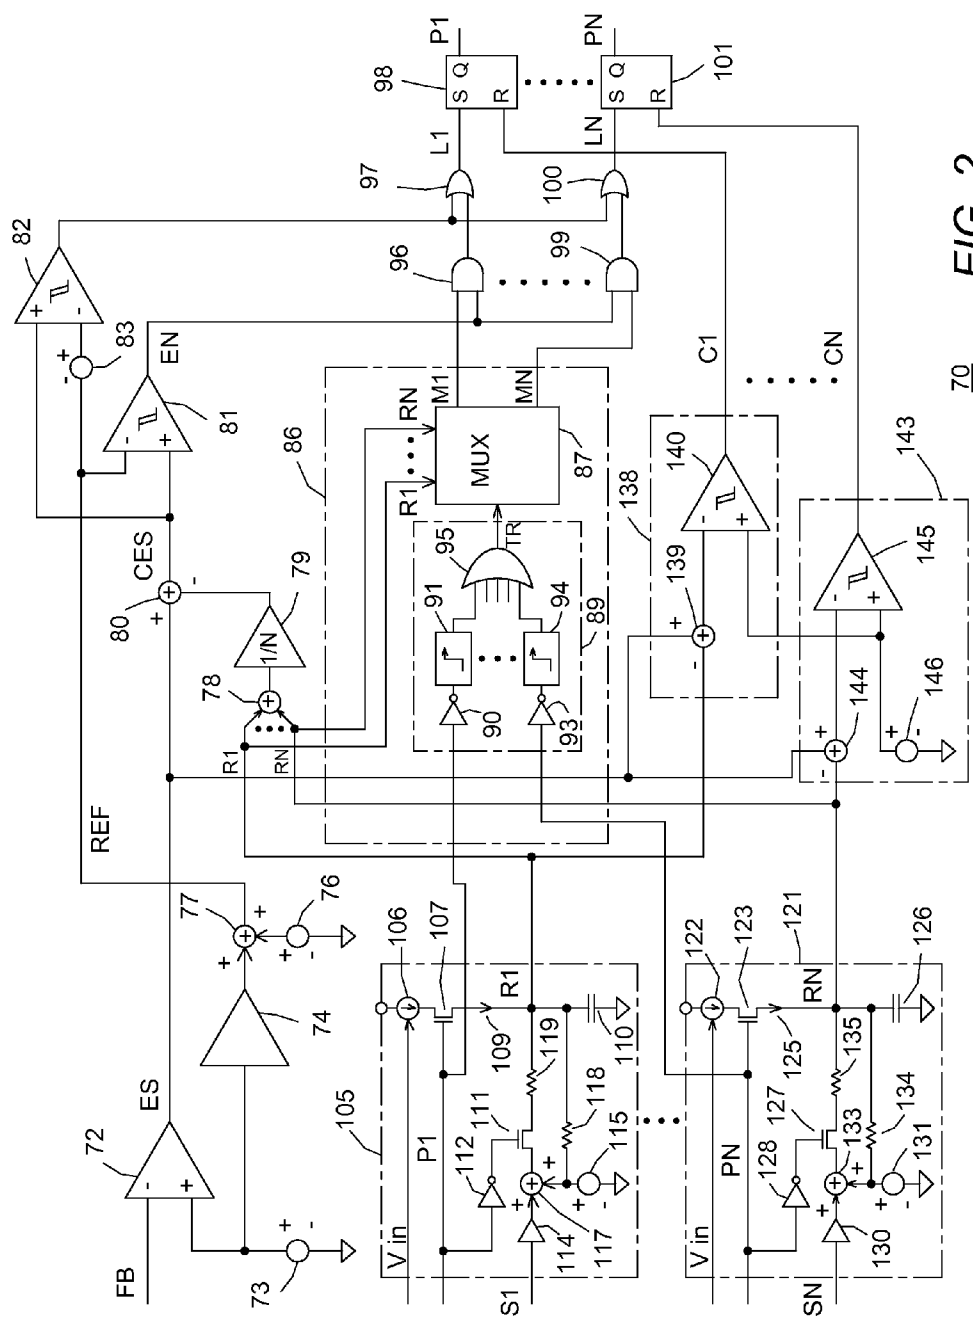 FB
72
ES
73
+
-
74
77
76
REF
80
CES
78
1/N
79
R1
RN
81
EN
82
83
86
R1
RN
MUX
M1
MN
87
TR
89
90
91
93
94
95
96
97
98
99
100
101
L1
LN
S Q
R
S Q
R
P1
PN
105
V in
106
107
109
R1
110
P1
111
112
114
115
117
118
119
S1
121
V in
122
123
125
RN
126
PN
127
128
130
131
133
134
135
SN
138
139
140
C1
CN
143
144
145
146
70
FIG. 2